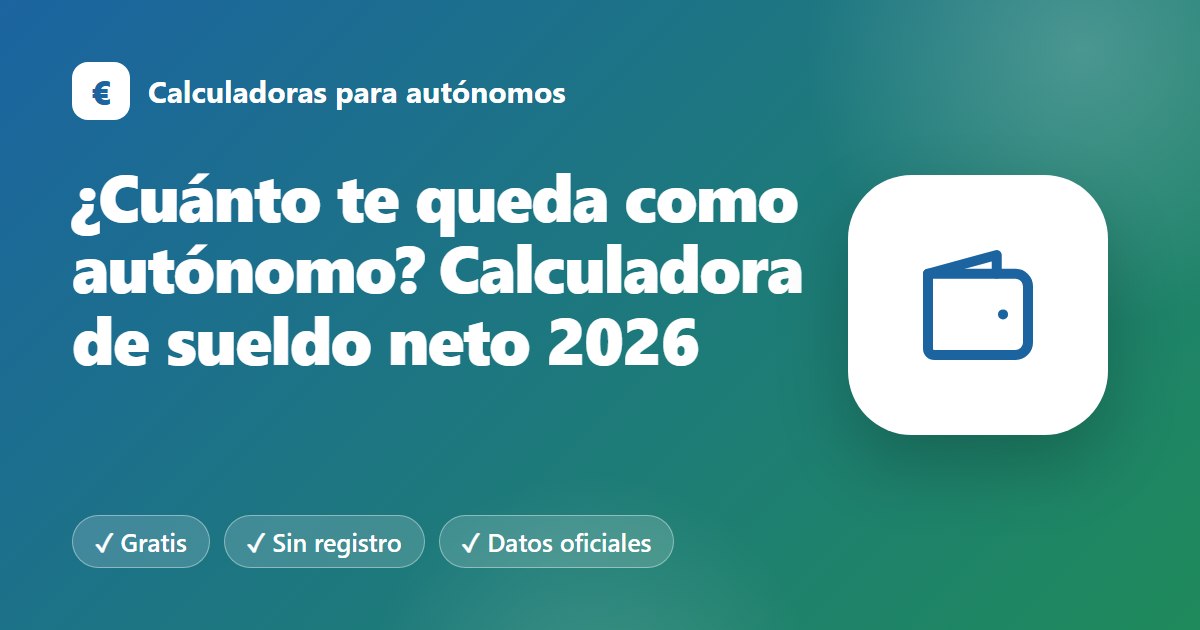 €
Calculadoras para autónomos
¿Cuánto te queda como
autónomo? Calculadora
de sueldo neto 2026
✓ Gratis
✓ Sin registro
✓ Datos oficiales